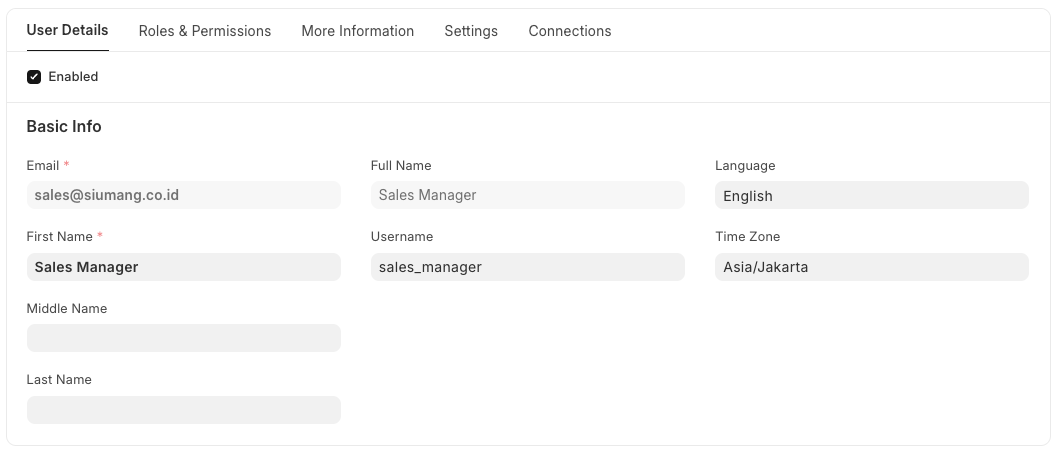 User Details Roles & Permissions More Information Settings Connections
Enabled
Basic Info
Email * Full Name Language
sales@siumang.co.id Sales Manager English
First Name * Username Time Zone
Sales Manager sales_manager Asia/Jakarta
Middle Name
Last Name